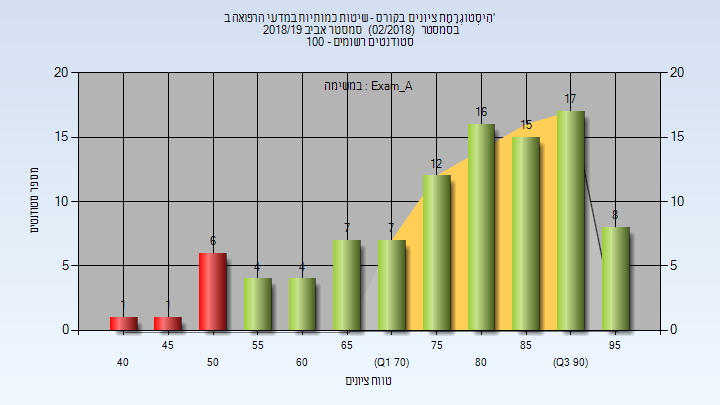 הִיסְטוֹגְרָמַת ציונים בקורס - שיטות כמותיות במדעי הרפואה ב'
בסמסטר (02/2018) סמסטר אביב 2018/19
סטודנטים רשומים - 100
במשימה : Exam_A
20 20
15 15
10 10
5 5
0 0
מספר סטודנטים
1 1 6 4 4 7 7 12 16 15 17 8
40 45 50 55 60 65 (Q1 70) 75 80 85 (Q3 90) 95
טווח ציונים